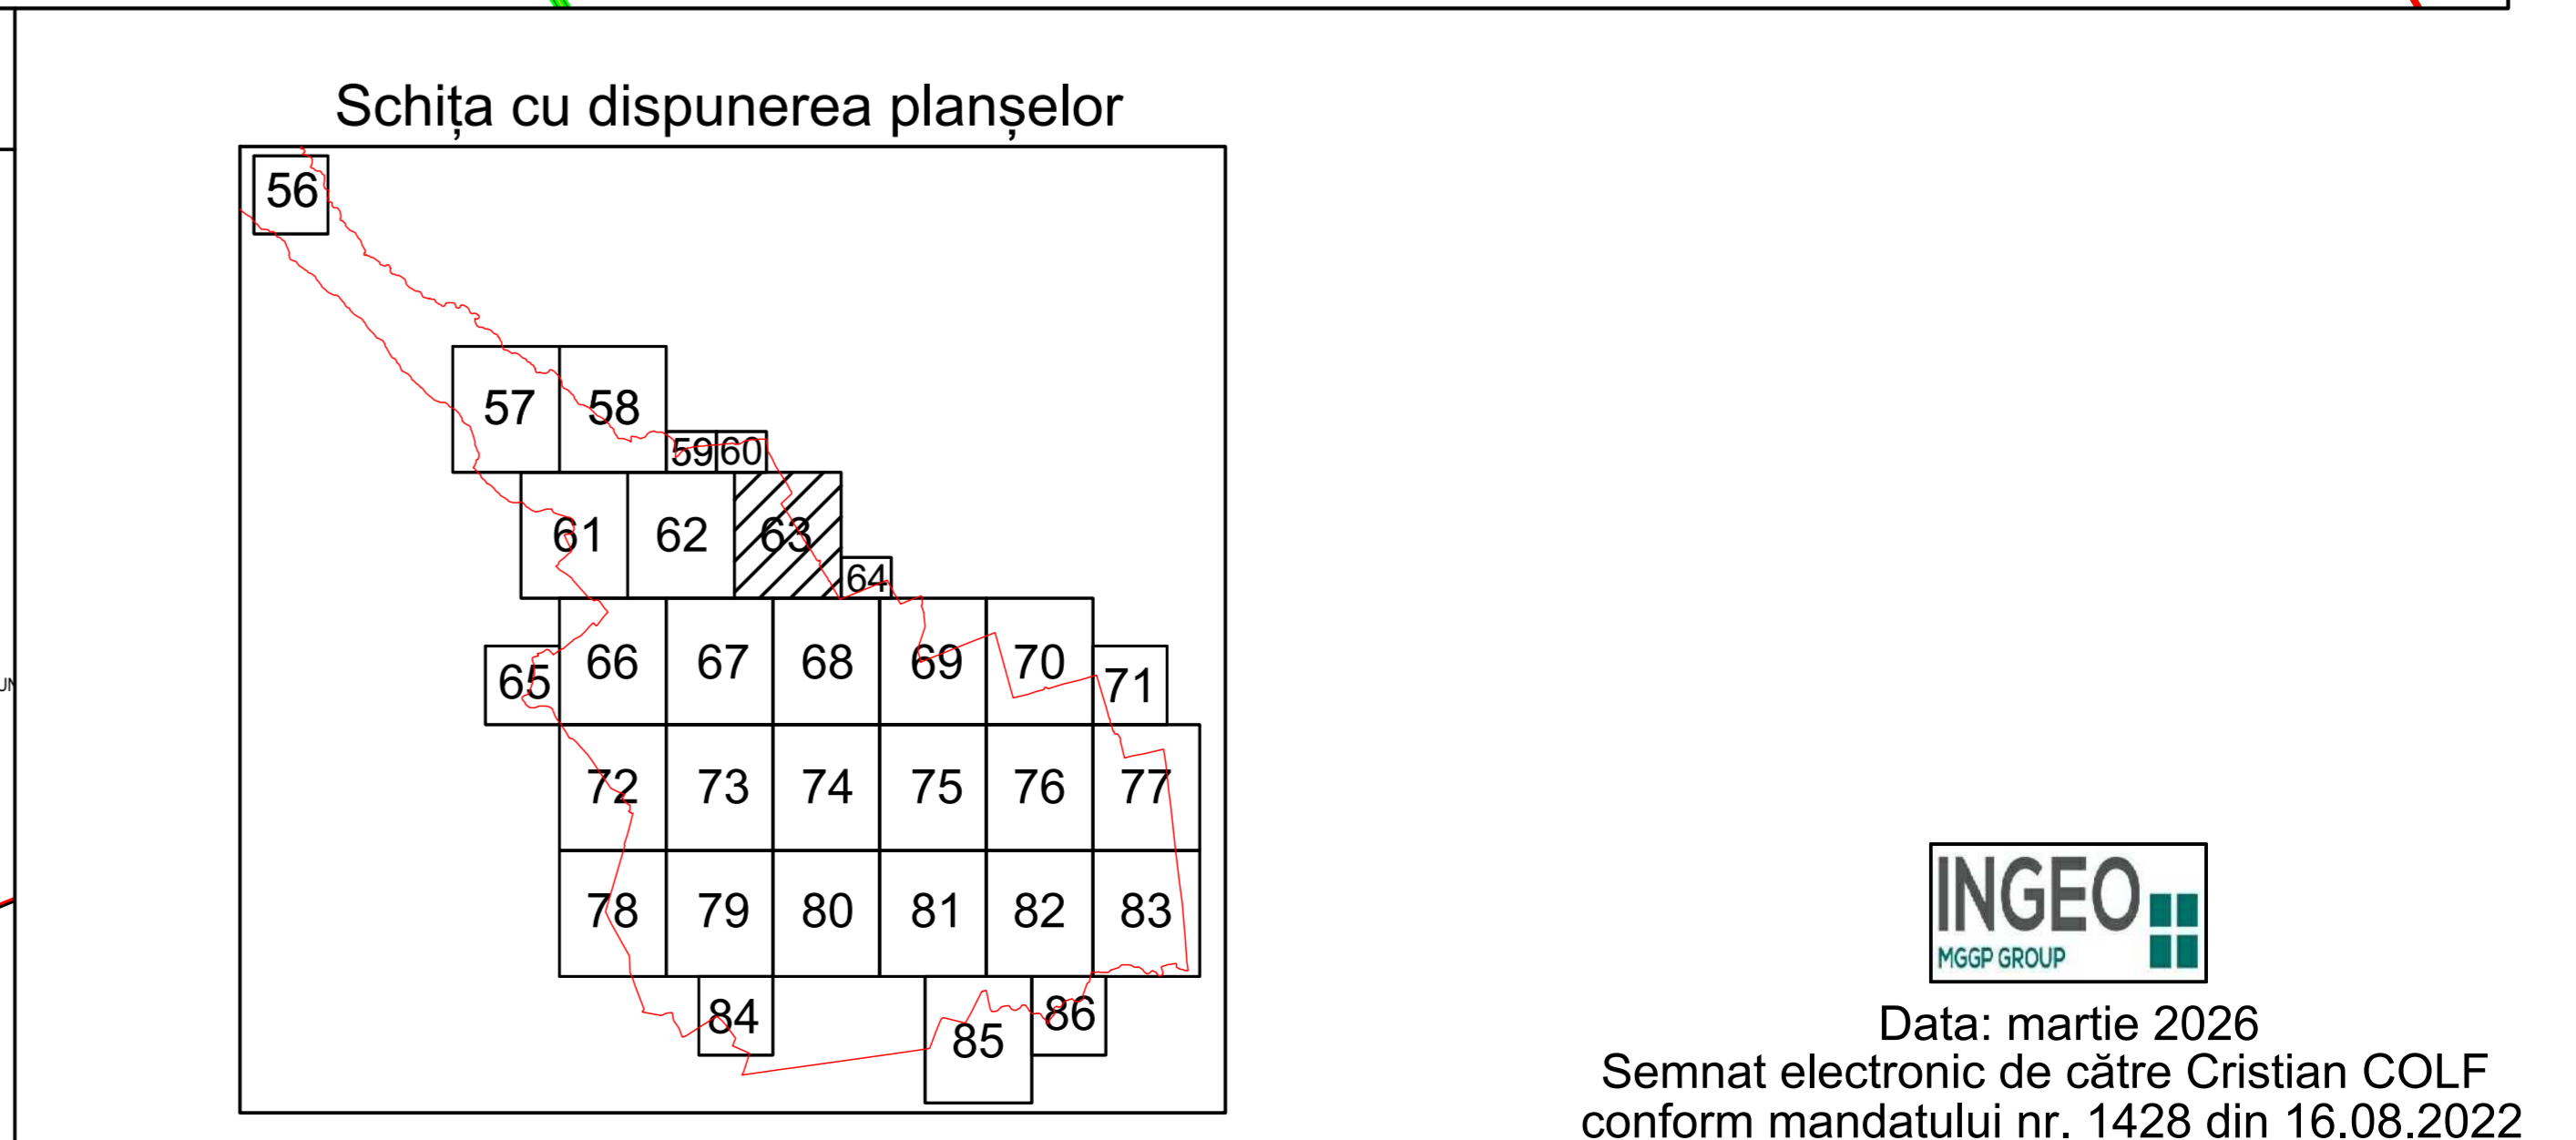 Schița cu dispunerea planșelor
56
57 58
59 60
61 62 63
64
65 66 67 68 69 70 71
72 73 74 75 76 77
78 79 80 81 82 83
84 85 86
INGEO
MGGP GROUP
Data: martie 2026
Semnat electronic de către Cristian COLF
conform mandatului nr. 1428 din 16.08.2022